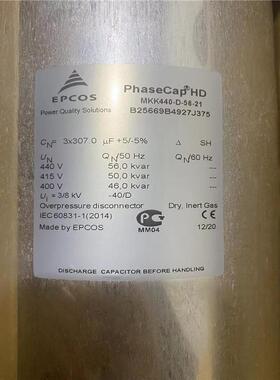 EPCOS
Power Quality Solutions
PhaseCap HD
MKK440-D-56-21
B25669B4927J375
C_N= 3x307.0 µF +5/-5% Δ SH
U_N Q_N/50 Hz Q_N/60 Hz
440 V 56,0 kvar ---
415 V 50,0 kvar ---
400 V 46,0 kvar ---
U_i = 3/8 kV -40/D
Overpressure disconnector Dry, Inert Gas
IEC60831-1(2014)
Made by EPCOS MM04 12/20
DISCHARGE CAPACITOR BEFORE HANDLING